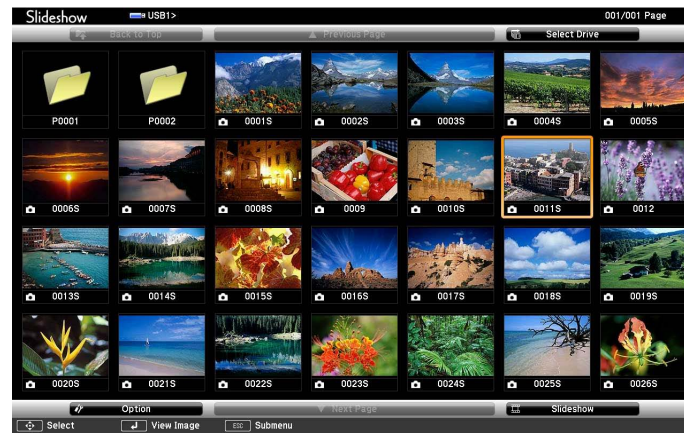 Slideshow USB1> 001/001 Page
Back to Top Previous Page Select Drive
P0001 P0002 0001S 0002S 0003S 0004S 0005S
0006S 0007S 0008S 0009 0010S 0011S 0012
0013S 0014S 0015S 0016S 0017S 0018S 0019S
0020S 0021S 0022S 0023S 0024S 0025S 0026S
Option Next Page Slideshow
Select View Image ESC Submenu